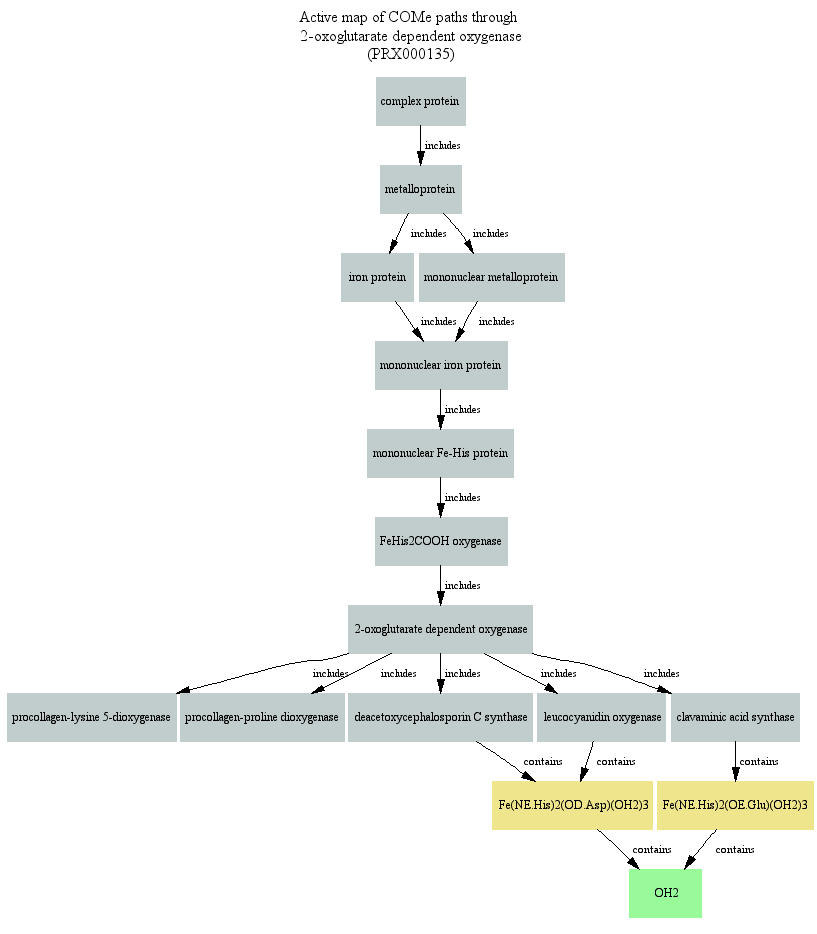 Active map of COMe paths through
2-oxoglutarate dependent oxygenase
(PRX000135)
complex protein
includes
metalloprotein
includes
includes
iron protein
mononuclear metalloprotein
includes
includes
mononuclear iron protein
includes
mononuclear Fe-His protein
includes
FeHis2COOH oxygenase
includes
2-oxoglutarate dependent oxygenase
includes
includes
includes
includes
includes
procollagen-lysine 5-dioxygenase
procollagen-proline dioxygenase
deacetoxycephalosporin C synthase
leucocyanidin oxygenase
clavaminic acid synthase
contains
contains
contains
Fe(NE.His)2(OD.Asp)(OH2)3
Fe(NE.His)2(OE.Glu)(OH2)3
contains
contains
OH2